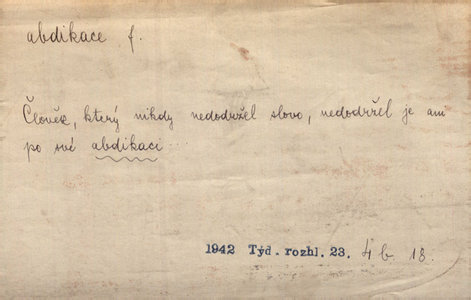 abdikace f.
Člověk, který nikdy nedodržel slovo, nedodržel je ani
po své abdikaci
1942 Týd. rozhl. 23. 4 b. 18.